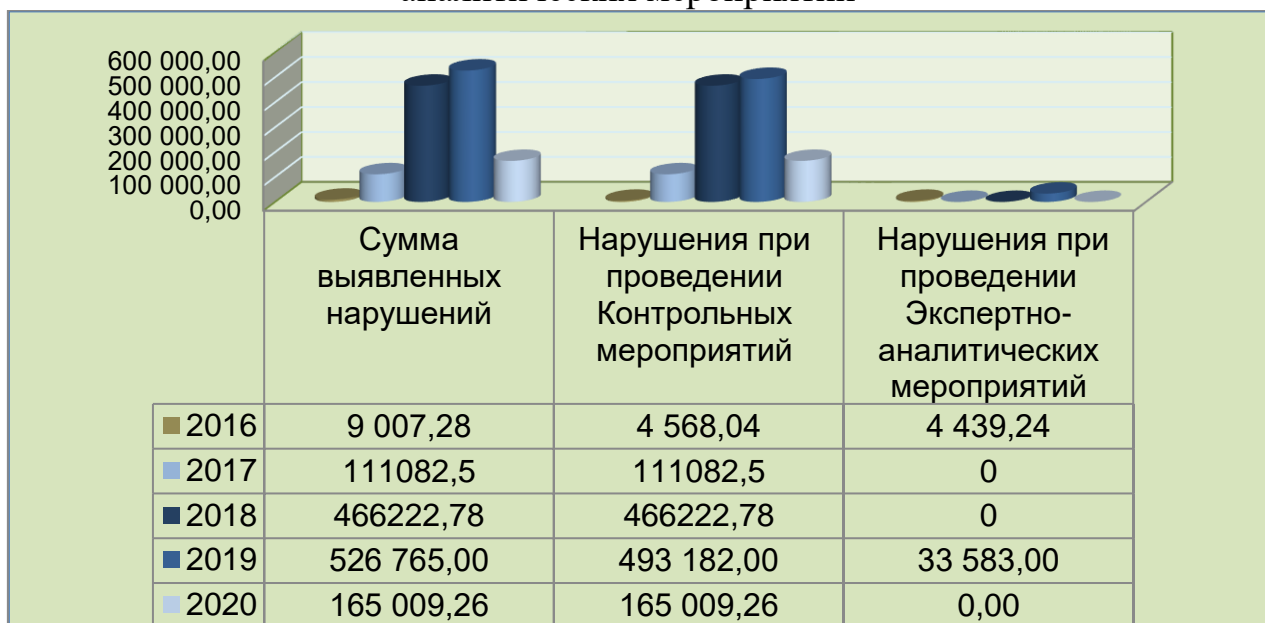 аналитических мероприятий
600 000,00
500 000,00
400 000,00
300 000,00
200 000,00
100 000,00
0,00
Сумма выявленных нарушений
Нарушения при проведении Контрольных мероприятий
Нарушения при проведении Экспертно-аналитических мероприятий
2016 9 007,28 4 568,04 4 439,24
2017 111082,5 111082,5 0
2018 466222,78 466222,78 0
2019 526 765,00 493 182,00 33 583,00
2020 165 009,26 165 009,26 0,00